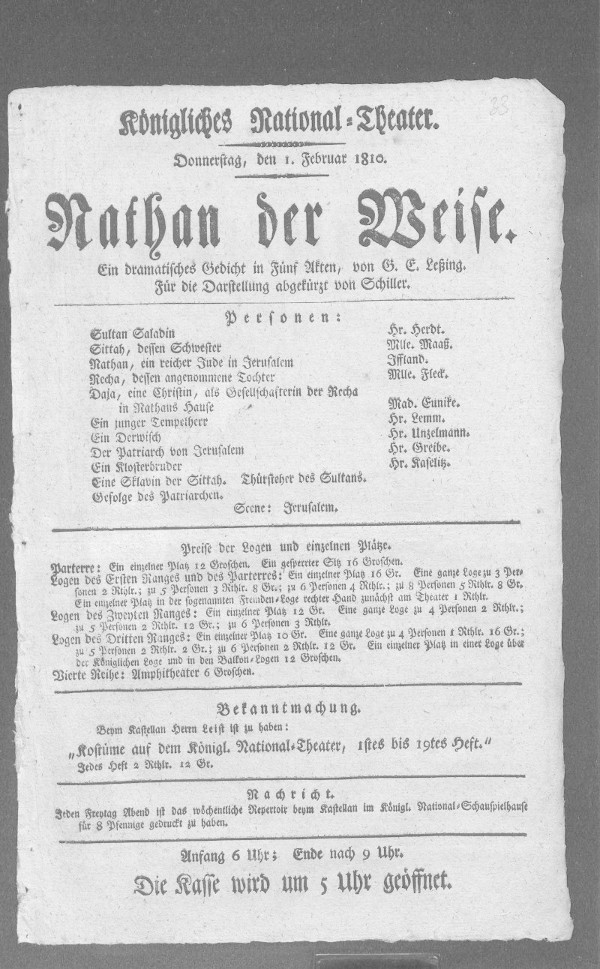 23
Königliches National-Theater.
Donnerstag, den 1. Februar 1810.
Nathan der Weise.
Ein dramatisches Gedicht in Fünf Akten, von G. E. Leßing.
Für die Darstellung abgekürzt von Schiller.
Personen:
Sultan Saladin Hr. Herdt.
Sittah, dessen Schwester Mlle. Maaß.
Nathan, ein reicher Jude in Jerusalem Iffland.
Recha, dessen angenommene Tochter Mlle. Fleck.
Daja, eine Christin, als Gesellschafterin der Recha
in Nathans Hause Mad. Eunike.
Ein junger Tempelherr Hr. Lemm.
Ein Derwisch Hr. Unzelmann.
Der Patriarch von Jerusalem Hr. Greibe.
Ein Klosterbruder Hr. Kaselitz.
Eine Sklavin der Sittah. Thürsteher des Sultans.
Gefolge des Patriarchen.
Scene: Jerusalem.
Preise der Logen und einzelnen Plätze.
Parterre: Ein einzelner Platz 12 Groschen. Ein gesperrter Sitz 16 Groschen.
Logen des Ersten Ranges und des Parterres: Ein einzelner Platz 16 Gr. Eine ganze Loge zu 3 Per-
sonen 2 Rthlr.; zu 5 Personen 3 Rthlr. 8 Gr.; zu 6 Personen 4 Rthlr.; zu 8 Personen 5 Rthlr. 8 Gr.
Ein einzelner Platz in der sogenannten Fremden-Loge rechter Hand zunächst am Theater 1 Rthlr.
Logen des Zweyten Ranges: Ein einzelner Platz 12 Gr. Eine ganze Loge zu 4 Personen 2 Rthlr.;
zu 5 Personen 2 Rthlr. 12 Gr.; zu 6 Personen 3 Rthlr.
Logen des Dritten Ranges: Ein einzelner Platz 10 Gr. Eine ganze Loge zu 4 Personen 1 Rthlr. 16 Gr.;
zu 5 Personen 2 Rthlr. 2 Gr.; zu 6 Personen 2 Rthlr. 12 Gr. Ein einzelner Platz in einer Loge über
der Königlichen Loge und in den Balkon-Logen 12 Groschen.
Vierte Reihe: Amphitheater 6 Groschen.
Bekanntmachung.
Beym Kastellan Herrn Leist ist zu haben:
„Kostüme auf dem Königl. National-Theater, 1stes bis 19tes Heft.“
Jedes Heft 2 Rthlr. 12 Gr.
Nachricht.
Jeden Freytag Abend ist das wöchentliche Repertoir beym Kastellan im Königl. National-Schauspielhause
für 8 Pfennige gedruckt zu haben.
Anfang 6 Uhr; Ende nach 9 Uhr.
Die Kasse wird um 5 Uhr geöffnet.